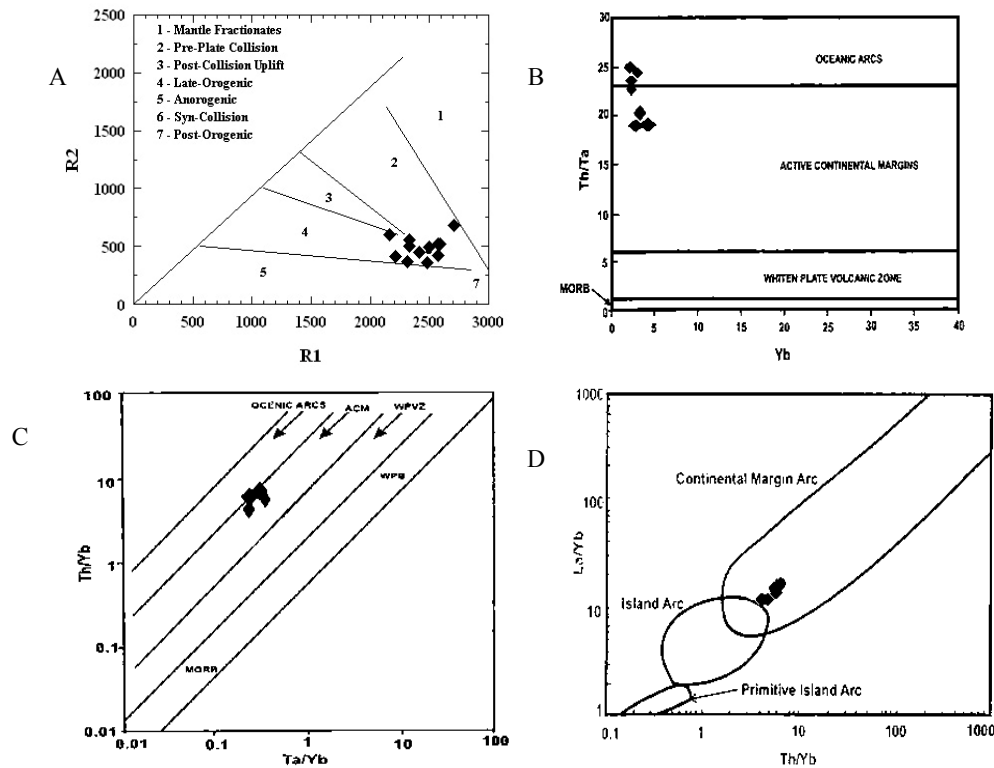 A
1 - Mantle Fractionates
2 - Pre-Plate Collision
3 - Post-Collision Uplift
4 - Late-Orogenic
5 - Anorogenic
6 - Syn-Collision
7 - Post-Orogenic
R2
2500
2000
1500
1000
500
0
1
2
3
4
5
7
0 500 1000 1500 2000 2500 3000
R1
B
Th/Ta
30
25
20
15
10
5
0
OCEANIC ARCS
ACTIVE CONTINENTAL MARGINS
WHITEN PLATE VOLCANIC ZONE
MORB
0 5 10 15 20 25 30 35 40
Yb
C
Th/Yb
100
10
1
0.1
0.01
OCENIC ARCS ACM WPVZ
WPB
MORB
0.01 0.1 1 10 100
Ta/Yb
D
La/Yb
1000
100
10
1
Continental Margin Arc
Island Arc
Primitive Island Arc
0.1 1 10 100 1000
Th/Yb